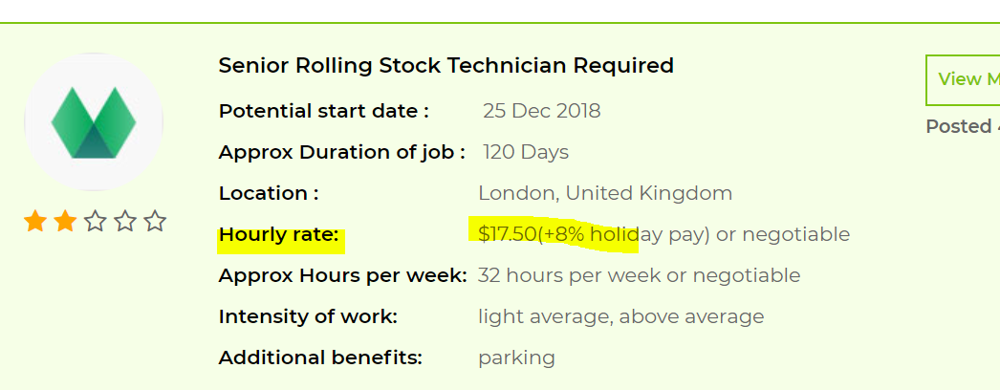 Senior Rolling Stock Technician Required
View M
Potential start date : 25 Dec 2018
Posted
Approx Duration of job : 120 Days
Location : London, United Kingdom
Hourly rate: $17.50(+8% holiday pay) or negotiable
Approx Hours per week: 32 hours per week or negotiable
Intensity of work: light average, above average
Additional benefits: parking